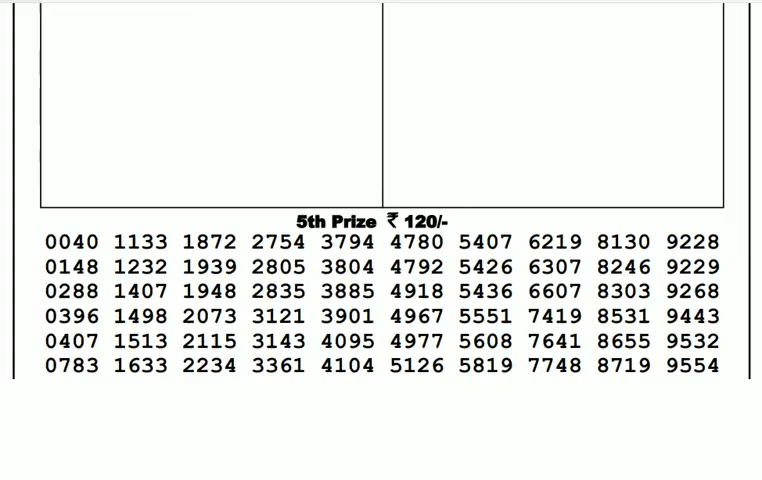 5th Prize ₹ 120/-
0040 1133 1872 2754 3794 4780 5407 6219 8130 9228
0148 1232 1939 2805 3804 4792 5426 6307 8246 9229
0288 1407 1948 2835 3885 4918 5436 6607 8303 9268
0396 1498 2073 3121 3901 4967 5551 7419 8531 9443
0407 1513 2115 3143 4095 4977 5608 7641 8655 9532
0783 1633 2234 3361 4104 5126 5819 7748 8719 9554